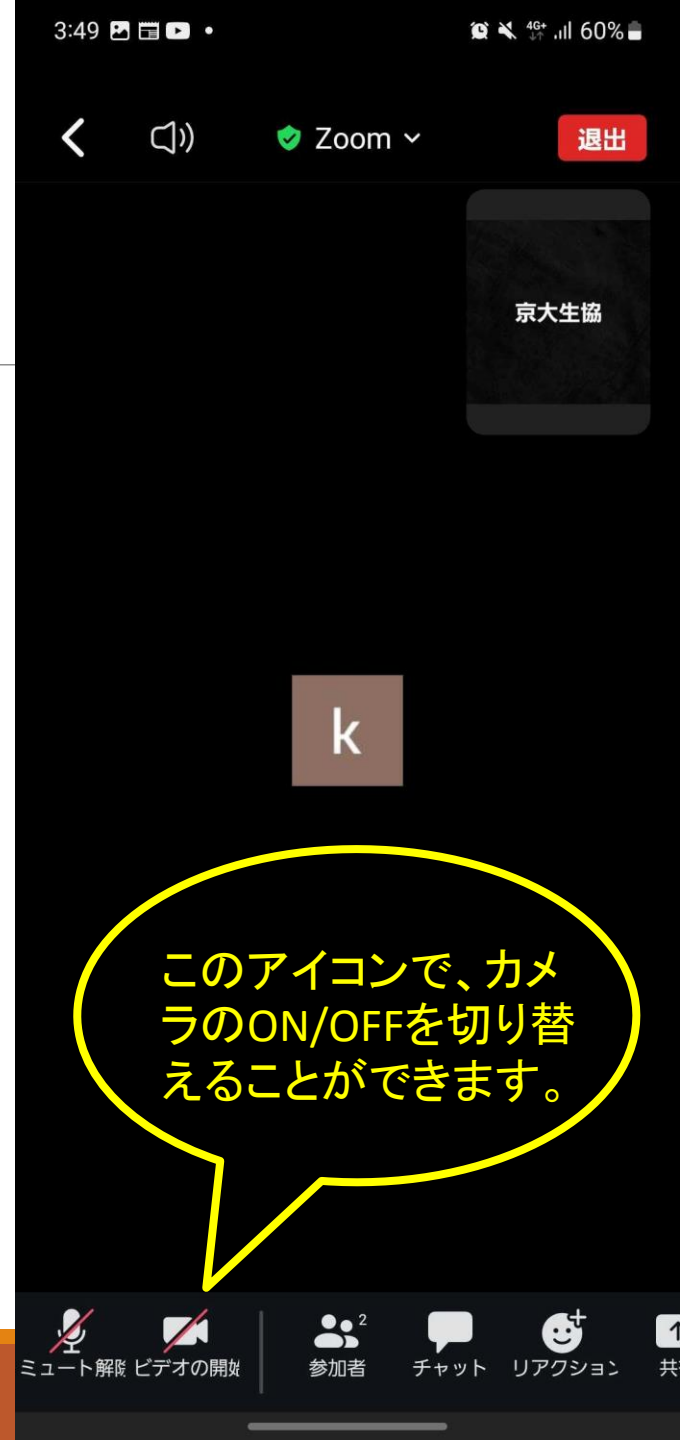 3:49
4G+ 60%
Zoom
退出
京大生協
k
このアイコンで、カメ
ラのON/OFFを切り替
えることができます。
2
ミュート解除 ビデオの開始 参加者 チャット リアクション 共